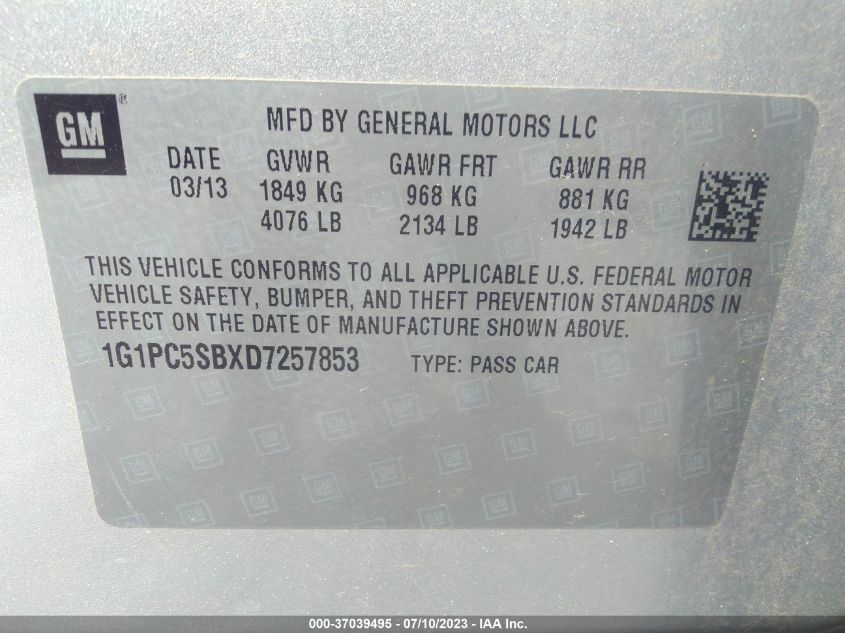 GM ®
MFD BY GENERAL MOTORS LLC
DATE GVWR GAWR FRT GAWR RR
03/13 1849 KG 968 KG 881 KG
4076 LB 2134 LB 1942 LB
THIS VEHICLE CONFORMS TO ALL APPLICABLE U.S. FEDERAL MOTOR
VEHICLE SAFETY, BUMPER, AND THEFT PREVENTION STANDARDS IN
EFFECT ON THE DATE OF MANUFACTURE SHOWN ABOVE.
1G1PC5SBXD7257853 TYPE: PASS CAR
000-37039495 - 07/10/2023 - IAA Inc.